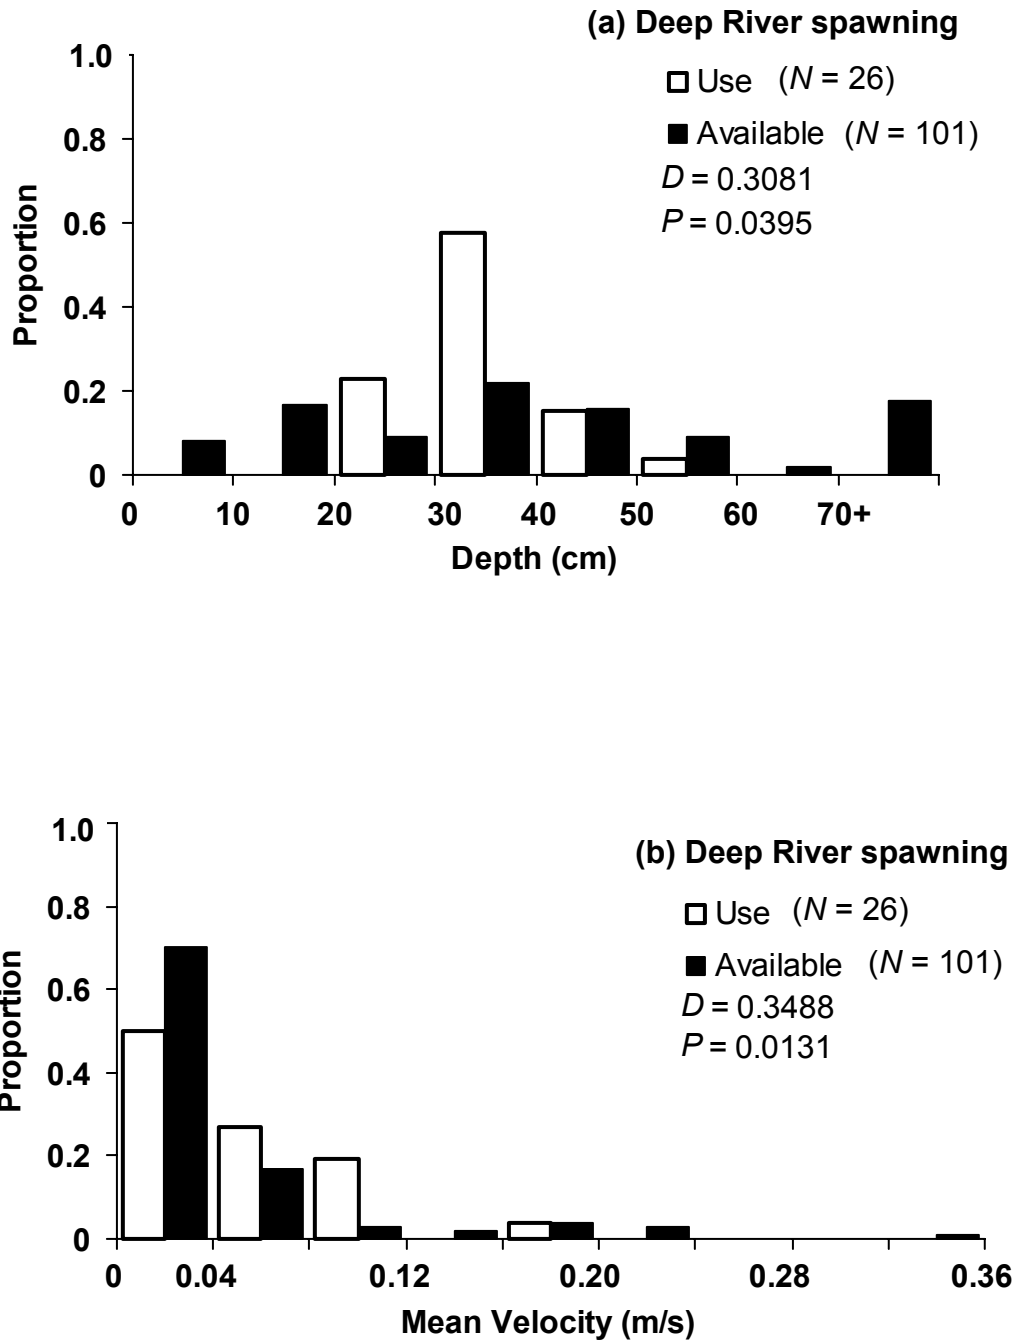 (a) Deep River spawning
Use (N = 26)
Available (N = 101)
D = 0.3081
P = 0.0395
Proportion
1.0
0.8
0.6
0.4
0.2
0
0 10 20 30 40 50 60 70+
Depth (cm)
(b) Deep River spawning
Use (N = 26)
Available (N = 101)
D = 0.3488
P = 0.0131
Proportion
1.0
0.8
0.6
0.4
0.2
0
0 0.04 0.12 0.20 0.28 0.36
Mean Velocity (m/s)